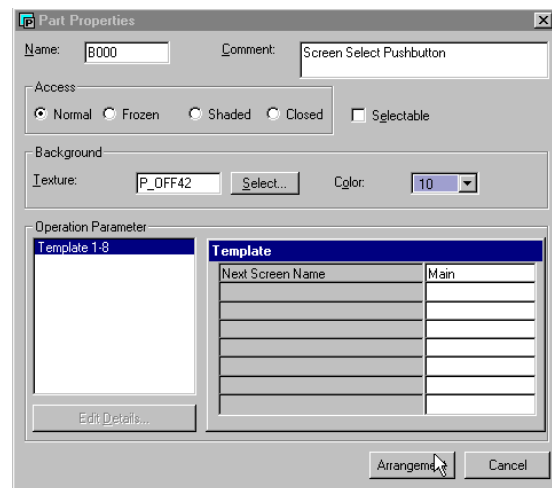 Part Properties
Name: B000 Comment: Screen Select Pushbutton
Access
Normal Frozen Shaded Closed Selectable
Background
Texture: P_OFF42 Select... Color: 10
Operation Parameter
Template 1-8
Template
Next Screen Name Main
Edit Details...
Arrangement Cancel